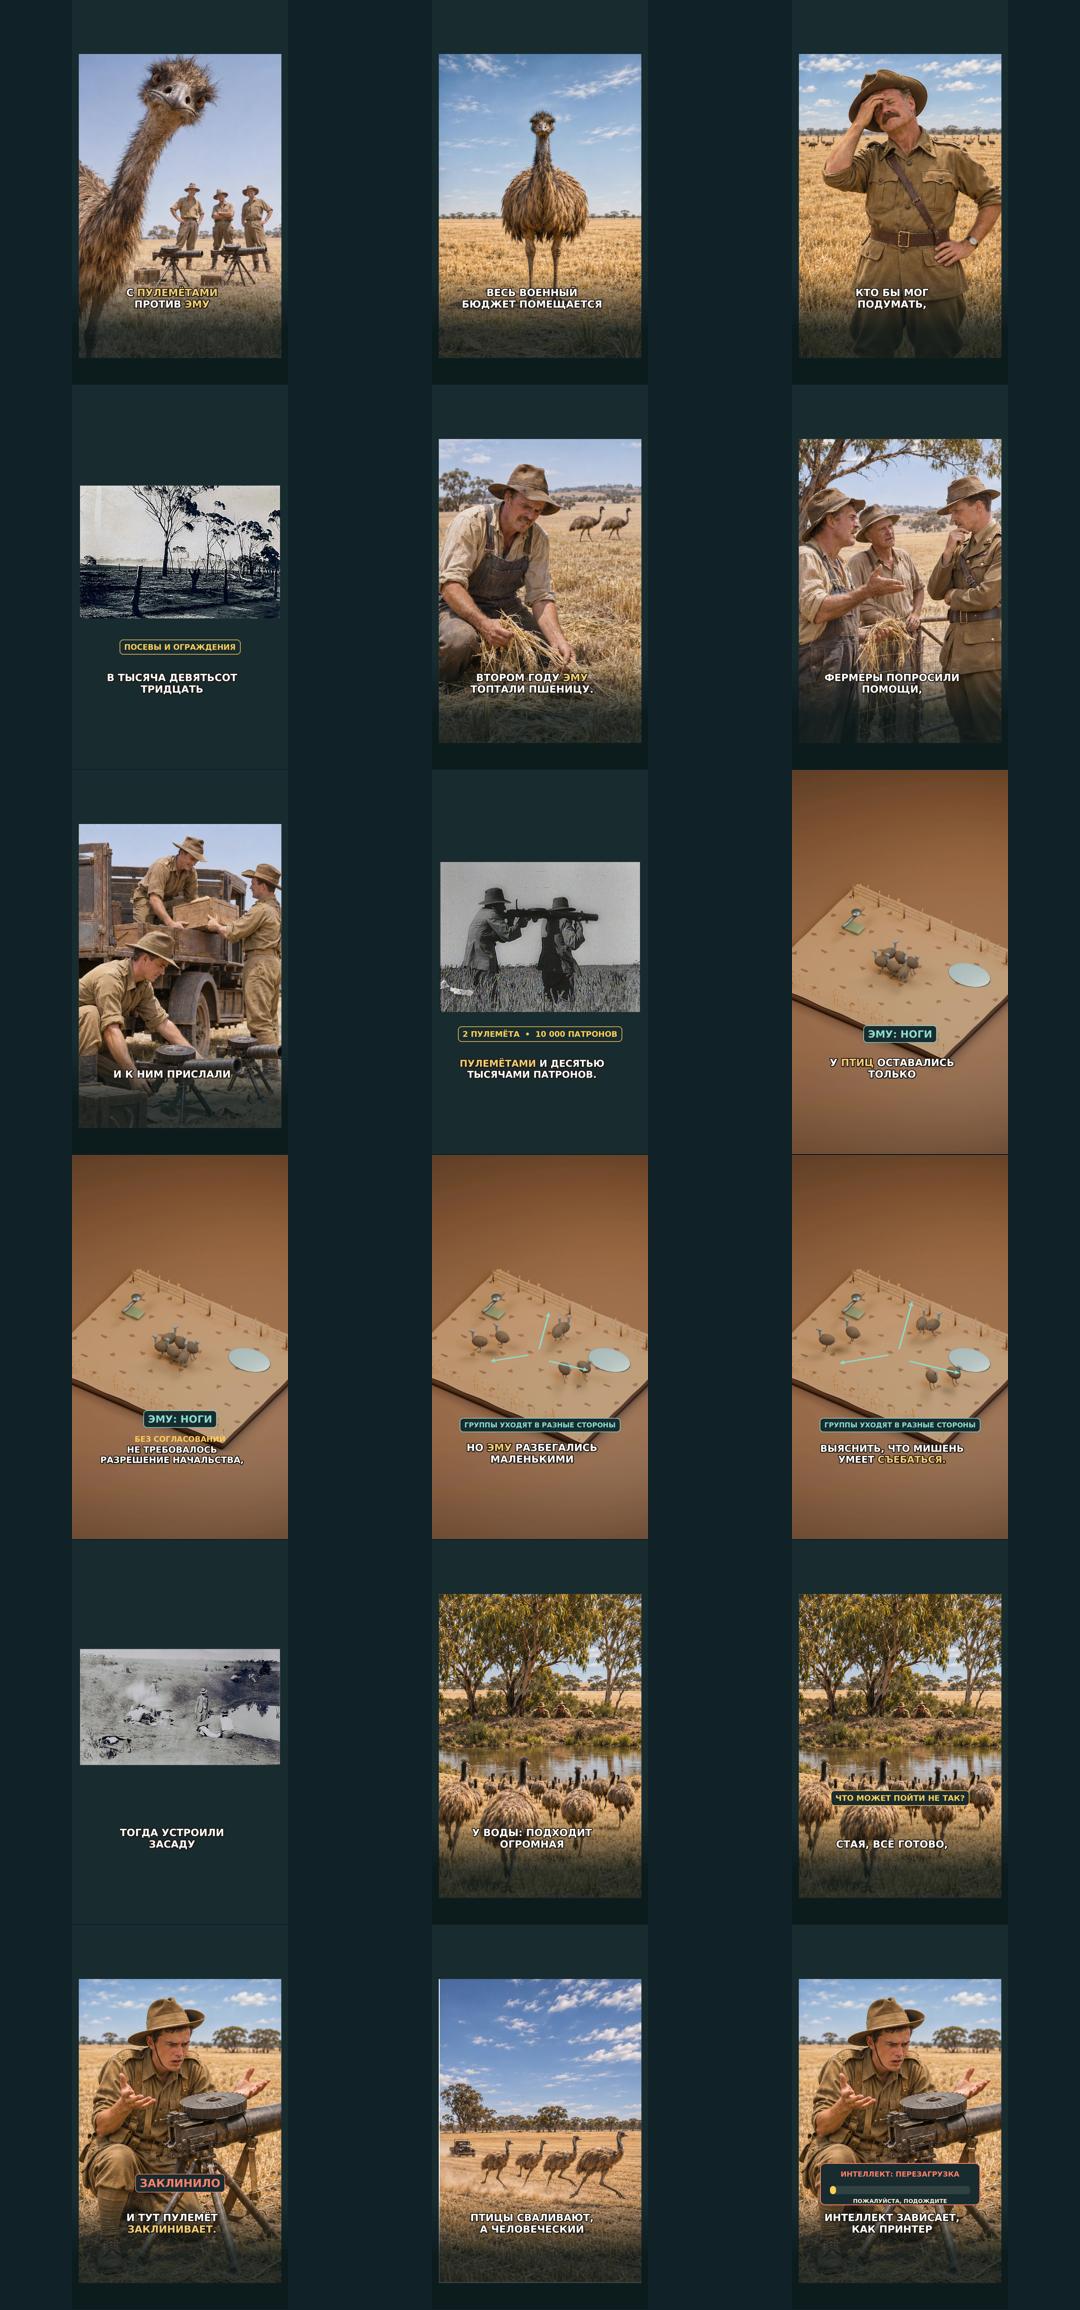 С ПУЛЕМЁТАМИ
ПРОТИВ ЭМУ
ВЕСЬ ВОЕННЫЙ
БЮДЖЕТ ПОМЕЩАЕТСЯ
КТО БЫ МОГ
ПОДУМАТЬ,
ПОСЕВЫ И ОГРАЖДЕНИЯ
В ТЫСЯЧА ДЕВЯТЬСОТ
ТРИДЦАТЬ
ВТОРОМ ГОДУ ЭМУ
ТОПТАЛИ ПШЕНИЦУ.
ФЕРМЕРЫ ПОПРОСИЛИ
ПОМОЩИ,
И К НИМ ПРИСЛАЛИ
2 ПУЛЕМЁТА • 10 000 ПАТРОНОВ
ПУЛЕМЁТАМИ И ДЕСЯТЬЮ
ТЫСЯЧАМИ ПАТРОНОВ.
ЭМУ: НОГИ
У ПТИЦ ОСТАВАЛИСЬ
ТОЛЬКО
ЭМУ: НОГИ
БЕЗ СОГЛАСОВАНИЙ
НЕ ТРЕБОВАЛОСЬ
РАЗРЕШЕНИЕ НАЧАЛЬСТВА,
ГРУППЫ УХОДЯТ В РАЗНЫЕ СТОРОНЫ
НО ЭМУ РАЗБЕГАЛИСЬ
МАЛЕНЬКИМИ
ГРУППЫ УХОДЯТ В РАЗНЫЕ СТОРОНЫ
ВЫЯСНИТЬ, ЧТО МИШЕНЬ
УМЕЕТ СЪЕБАТЬСЯ.
ТОГДА УСТРОИЛИ
ЗАСАДУ
У ВОДЫ: ПОДХОДИТ
ОГРОМНАЯ
ЧТО МОЖЕТ ПОЙТИ НЕ ТАК?
СТАЯ, ВСЁ ГОТОВО,
ЗАКЛИНИЛО
И ТУТ ПУЛЕМЁТ
ЗАКЛИНИВАЕТ.
ПТИЦЫ СВАЛИВАЮТ,
А ЧЕЛОВЕЧЕСКИЙ
ИНТЕЛЛЕКТ: ПЕРЕЗАГРУЗКА
ПОЖАЛУЙСТА, ПОДОЖДИТЕ
ИНТЕЛЛЕКТ ЗАВИСАЕТ,
КАК ПРИНТЕР